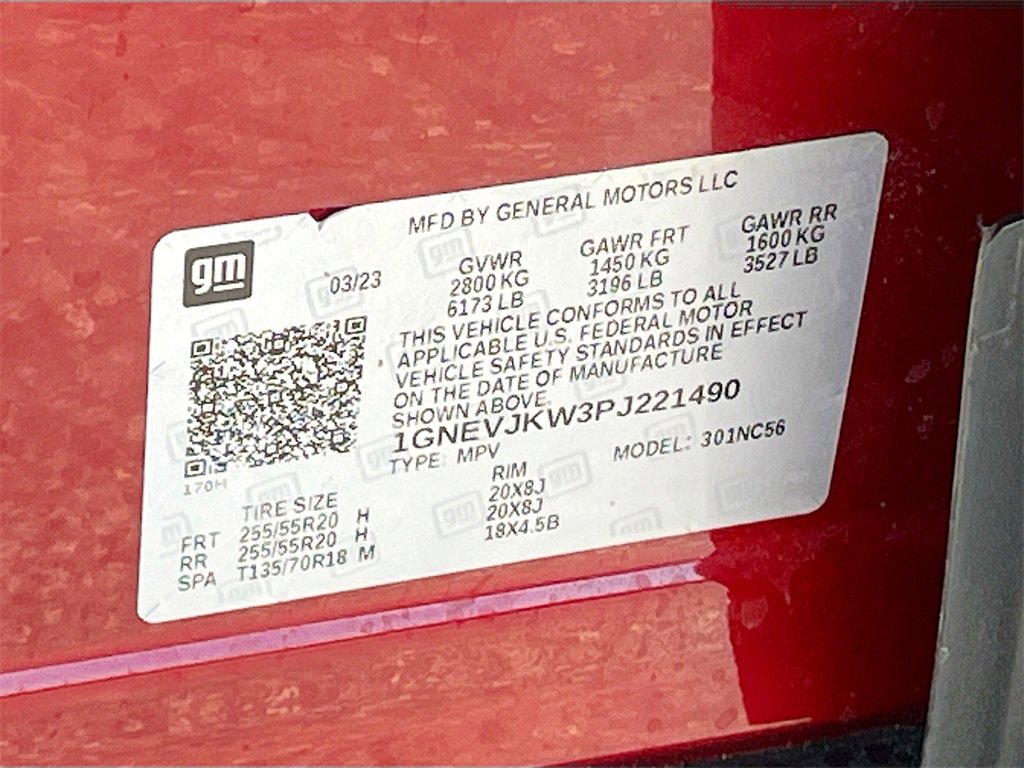 MFD BY GENERAL MOTORS LLC
gm
03/23
GVWR GAWR FRT GAWR RR
2800 KG 1450 KG 1600 KG
6173 LB 3196 LB 3527 LB
THIS VEHICLE CONFORMS TO ALL
APPLICABLE U.S. FEDERAL MOTOR
VEHICLE SAFETY STANDARDS IN EFFECT
ON THE DATE OF MANUFACTURE
SHOWN ABOVE.
1GNEVJKW3PJ221490
TYPE: MPV MODEL: 301NC56
170H
TIRE SIZE RIM
FRT 255/55R20 H 20X8J
RR 255/55R20 H 20X8J
SPA T135/70R18 M 18X4.5B